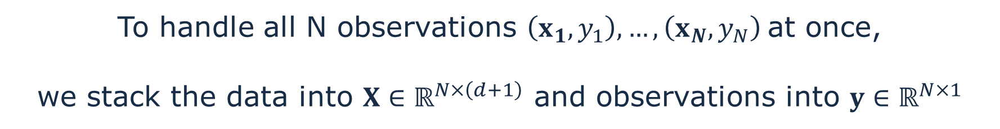 To handle all N observations (𝐱₁, y₁), …, (𝐱_N, y_N) at once,
we stack the data into 𝐗 ∈ ℝ^{N×(d+1)} and observations into 𝐲 ∈ ℝ^{N×1}